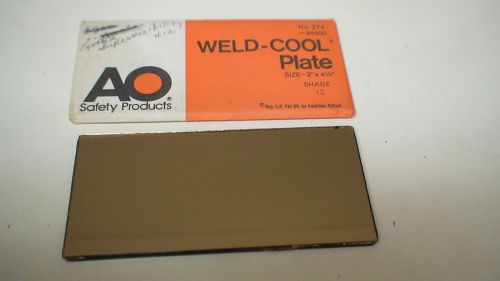 AO®
Safety Products
No. 274
WELD-COOL®
Plate
SIZE-2" x 4¼"
SHADE
12
® Reg. U.S. Pat. Off. by American Optical
#12